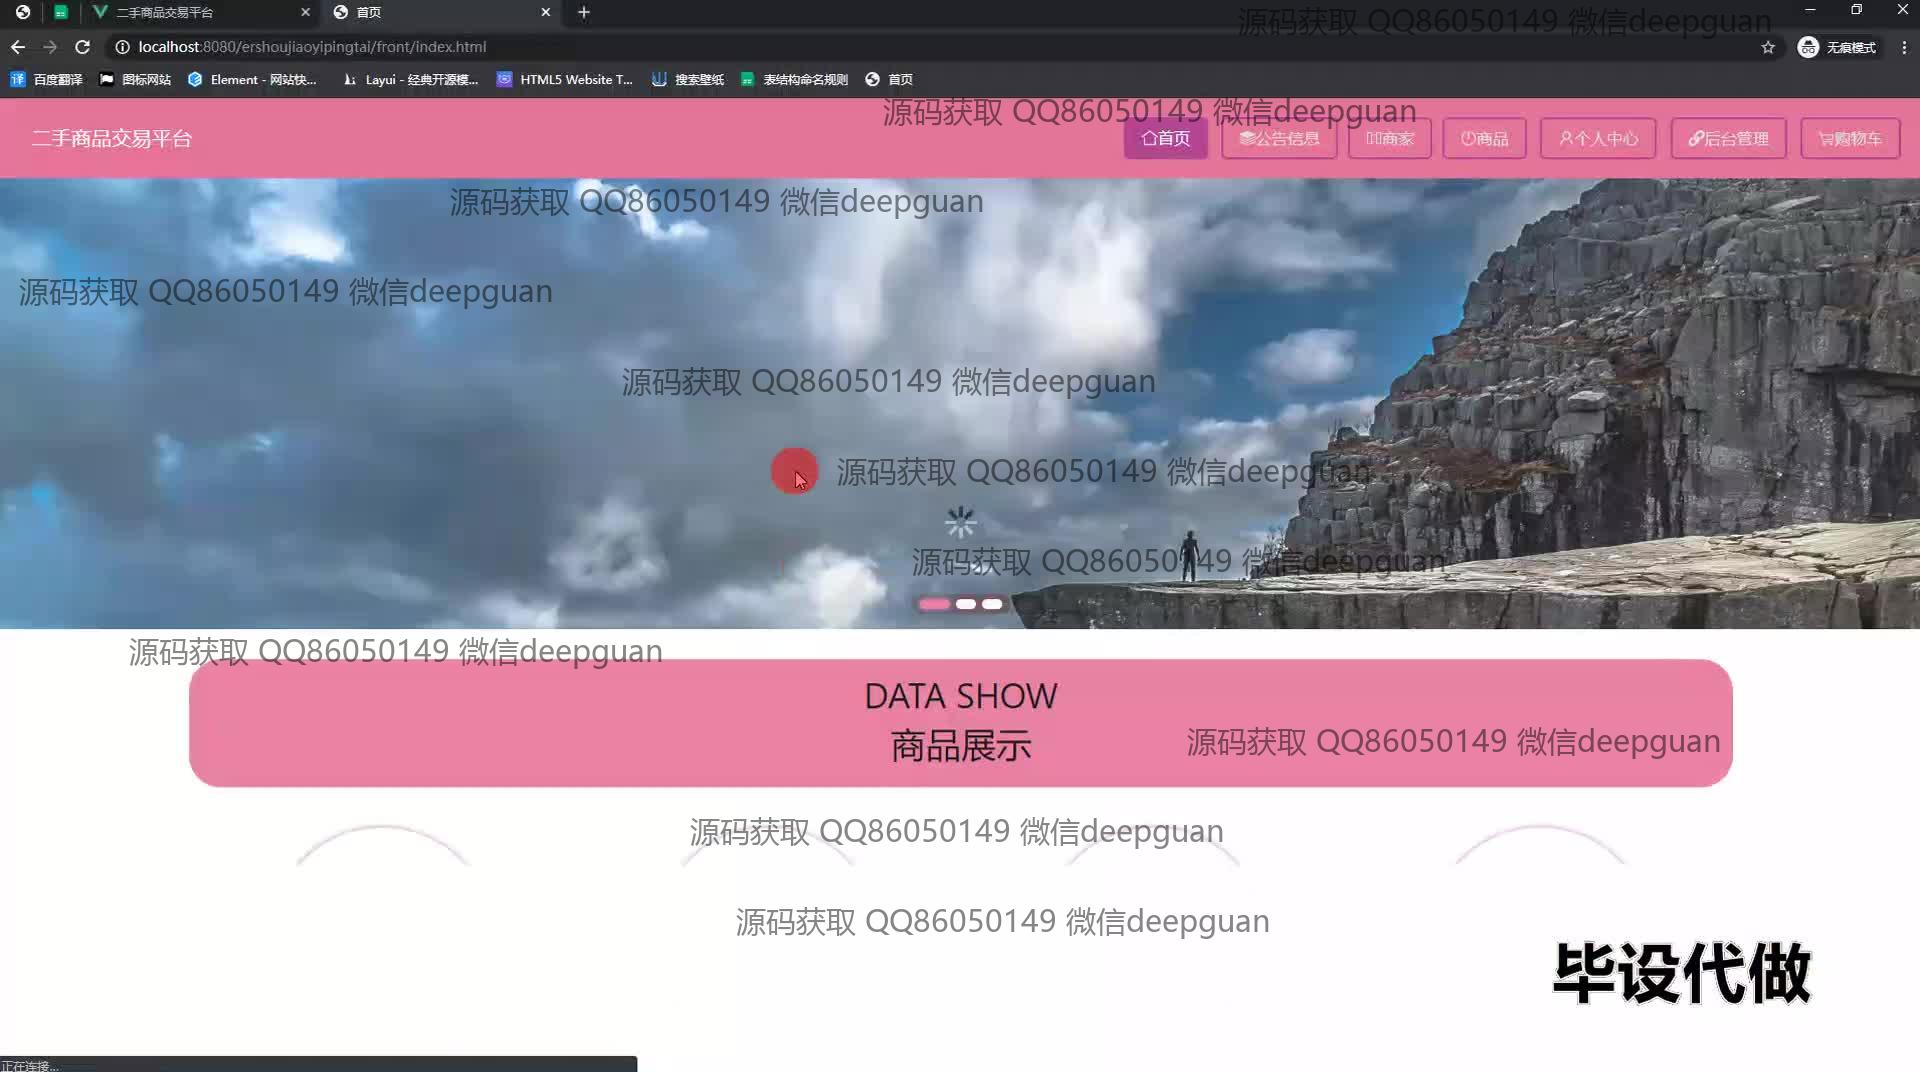 二手商品交易平台
首页
源码获取 QQ86050149 微信deepguan
localhost:8080/ershoujiaoyipingtai/front/index.html
无痕模式
百度翻译
图标网站
Element - 网站快...
Layui - 经典开源模...
HTML5 Website T...
搜索壁纸
表结构命名规则
首页
源码获取 QQ86050149 微信deepguan
二手商品交易平台
首页
公告信息
商家
商品
个人中心
后台管理
购物车
源码获取 QQ86050149 微信deepguan
源码获取 QQ86050149 微信deepguan
源码获取 QQ86050149 微信deepguan
源码获取 QQ86050149 微信deepguan
源码获取 QQ86050149 微信deepguan
源码获取 QQ86050149 微信deepguan
DATA SHOW
商品展示
源码获取 QQ86050149 微信deepguan
源码获取 QQ86050149 微信deepguan
源码获取 QQ86050149 微信deepguan
毕设代做
正在连接...